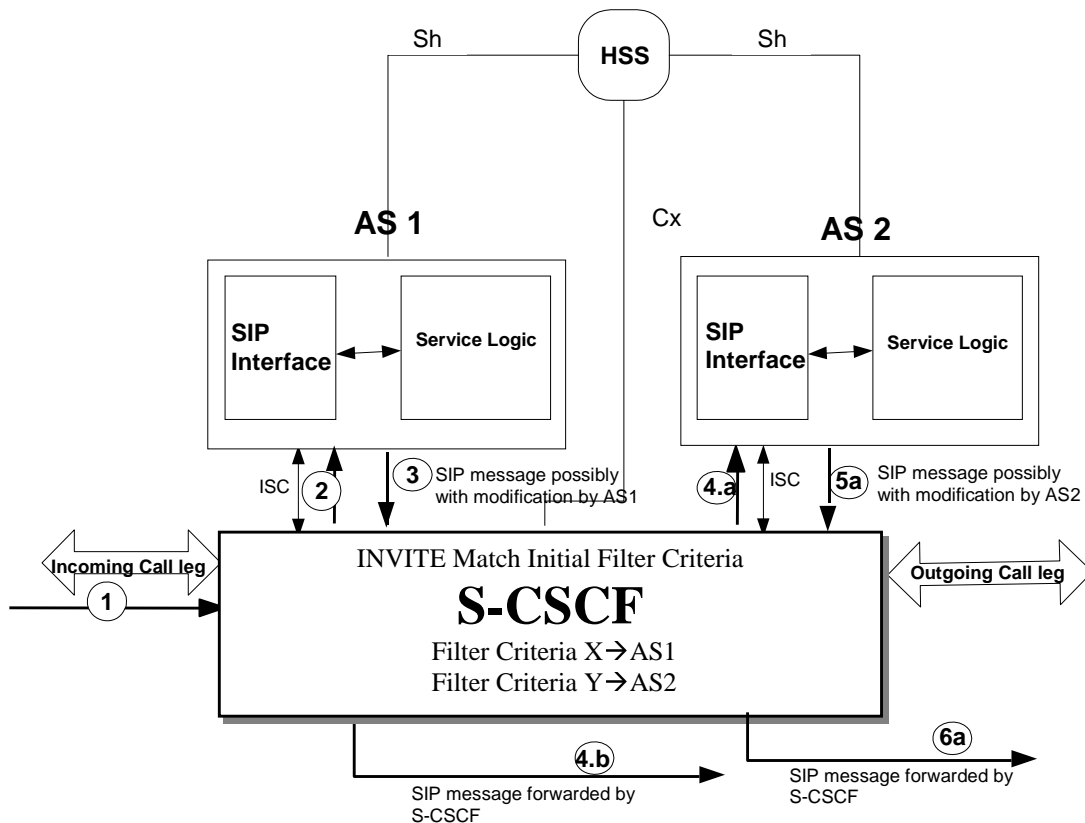 Sh
HSS
Sh
AS 1
Cx
AS 2
SIP
Interface
Service Logic
SIP
Interface
Service Logic
ISC
2
3
SIP message possibly
with modification by AS1
4.a
ISC
5a
SIP message possibly
with modification by AS2
Incoming Call leg
1
INVITE Match Initial Filter Criteria
S-CSCF
Filter Criteria X→AS1
Filter Criteria Y→AS2
Outgoing Call leg
4.b
SIP message forwarded by
S-CSCF
6a
SIP message forwarded by
S-CSCF